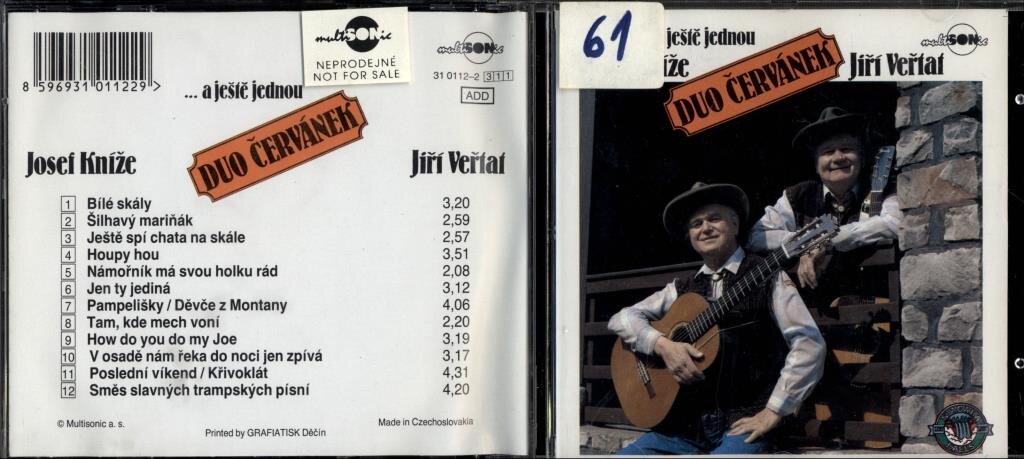 multiSONic
NEPRODEJNÉ
NOT FOR SALE
multiSONic
31 0112–2 311
ADD
8 596931 011229 >
... a ještě jednou
DUO ČERVÁNEK
Josef Kníže
Jiří Veřtat
1 Bílé skály 3,20
2 Šilhavý mariňák 2,59
3 Ještě spí chata na skále 2,57
4 Houpy hou 3,51
5 Námořník má svou holku rád 2,08
6 Jen ty jediná 3,12
7 Pampelišky / Děvče z Montany 4,06
8 Tam, kde mech voní 2,20
9 How do you do my Joe 3,19
10 V osadě nám řeka do noci jen zpívá 3,17
11 Poslední víkend / Křivoklát 4,31
12 Směs slavných trampských písní 4,20
© Multisonic a. s.
Made in Czechoslovakia
Printed by GRAFIATISK Děčín
61
ještě jednou
multiSONic
íže
DUO ČERVÁNEK
Jiří Veřtat